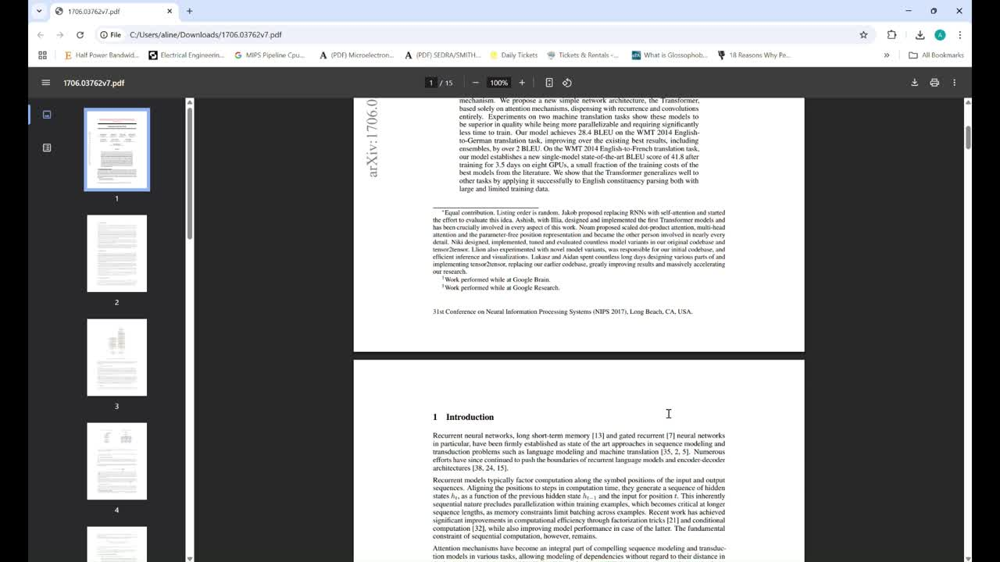 1706.03762v7.pdf
File
C:/Users/aline/Downloads/1706.03762v7.pdf
A
Half Power Bandwid...
Electrical Engineerin...
MIPS Pipeline Cpu...
(PDF) Microelectron...
(PDF) SEDRA/SMITH...
Daily Tickets
Tickets & Rentals -...
What is Glossophob...
18 Reasons Why Pe...
»
All Bookmarks
1706.03762v7.pdf
1 / 15
100%
1
2
3
4
arXiv:1706.0
mechanism. We propose a new simple network architecture, the Transformer,
based solely on attention mechanisms, dispensing with recurrence and convolutions
entirely. Experiments on two machine translation tasks show these models to
be superior in quality while being more parallelizable and requiring significantly
less time to train. Our model achieves 28.4 BLEU on the WMT 2014 English-
to-German translation task, improving over the existing best results, including
ensembles, by over 2 BLEU. On the WMT 2014 English-to-French translation task,
our model establishes a new single-model state-of-the-art BLEU score of 41.8 after
training for 3.5 days on eight GPUs, a small fraction of the training costs of the
best models from the literature. We show that the Transformer generalizes well to
other tasks by applying it successfully to English constituency parsing both with
large and limited training data.
*Equal contribution. Listing order is random. Jakob proposed replacing RNNs with self-attention and started
the effort to evaluate this idea. Ashish, with Illia, designed and implemented the first Transformer models and
has been crucially involved in every aspect of this work. Noam proposed scaled dot-product attention, multi-head
attention and the parameter-free position representation and became the other person involved in nearly every
detail. Niki designed, implemented, tuned and evaluated countless model variants in our original codebase and
tensor2tensor. Llion also experimented with novel model variants, was responsible for our initial codebase, and
efficient inference and visualizations. Lukasz and Aidan spent countless long days designing various parts of and
implementing tensor2tensor, replacing our earlier codebase, greatly improving results and massively accelerating
our research.
†Work performed while at Google Brain.
‡Work performed while at Google Research.
31st Conference on Neural Information Processing Systems (NIPS 2017), Long Beach, CA, USA.
1 Introduction
Recurrent neural networks, long short-term memory [13] and gated recurrent [7] neural networks
in particular, have been firmly established as state of the art approaches in sequence modeling and
transduction problems such as language modeling and machine translation [35, 2, 5]. Numerous
efforts have since continued to push the boundaries of recurrent language models and encoder-decoder
architectures [38, 24, 15].
Recurrent models typically factor computation along the symbol positions of the input and output
sequences. Aligning the positions to steps in computation time, they generate a sequence of hidden
states h_t, as a function of the previous hidden state h_{t−1} and the input for position t. This inherently
sequential nature precludes parallelization within training examples, which becomes critical at longer
sequence lengths, as memory constraints limit batching across examples. Recent work has achieved
significant improvements in computational efficiency through factorization tricks [21] and conditional
computation [32], while also improving model performance in case of the latter. The fundamental
constraint of sequential computation, however, remains.
Attention mechanisms have become an integral part of compelling sequence modeling and transduc-
tion models in various tasks, allowing modeling of dependencies without regard to their distance in